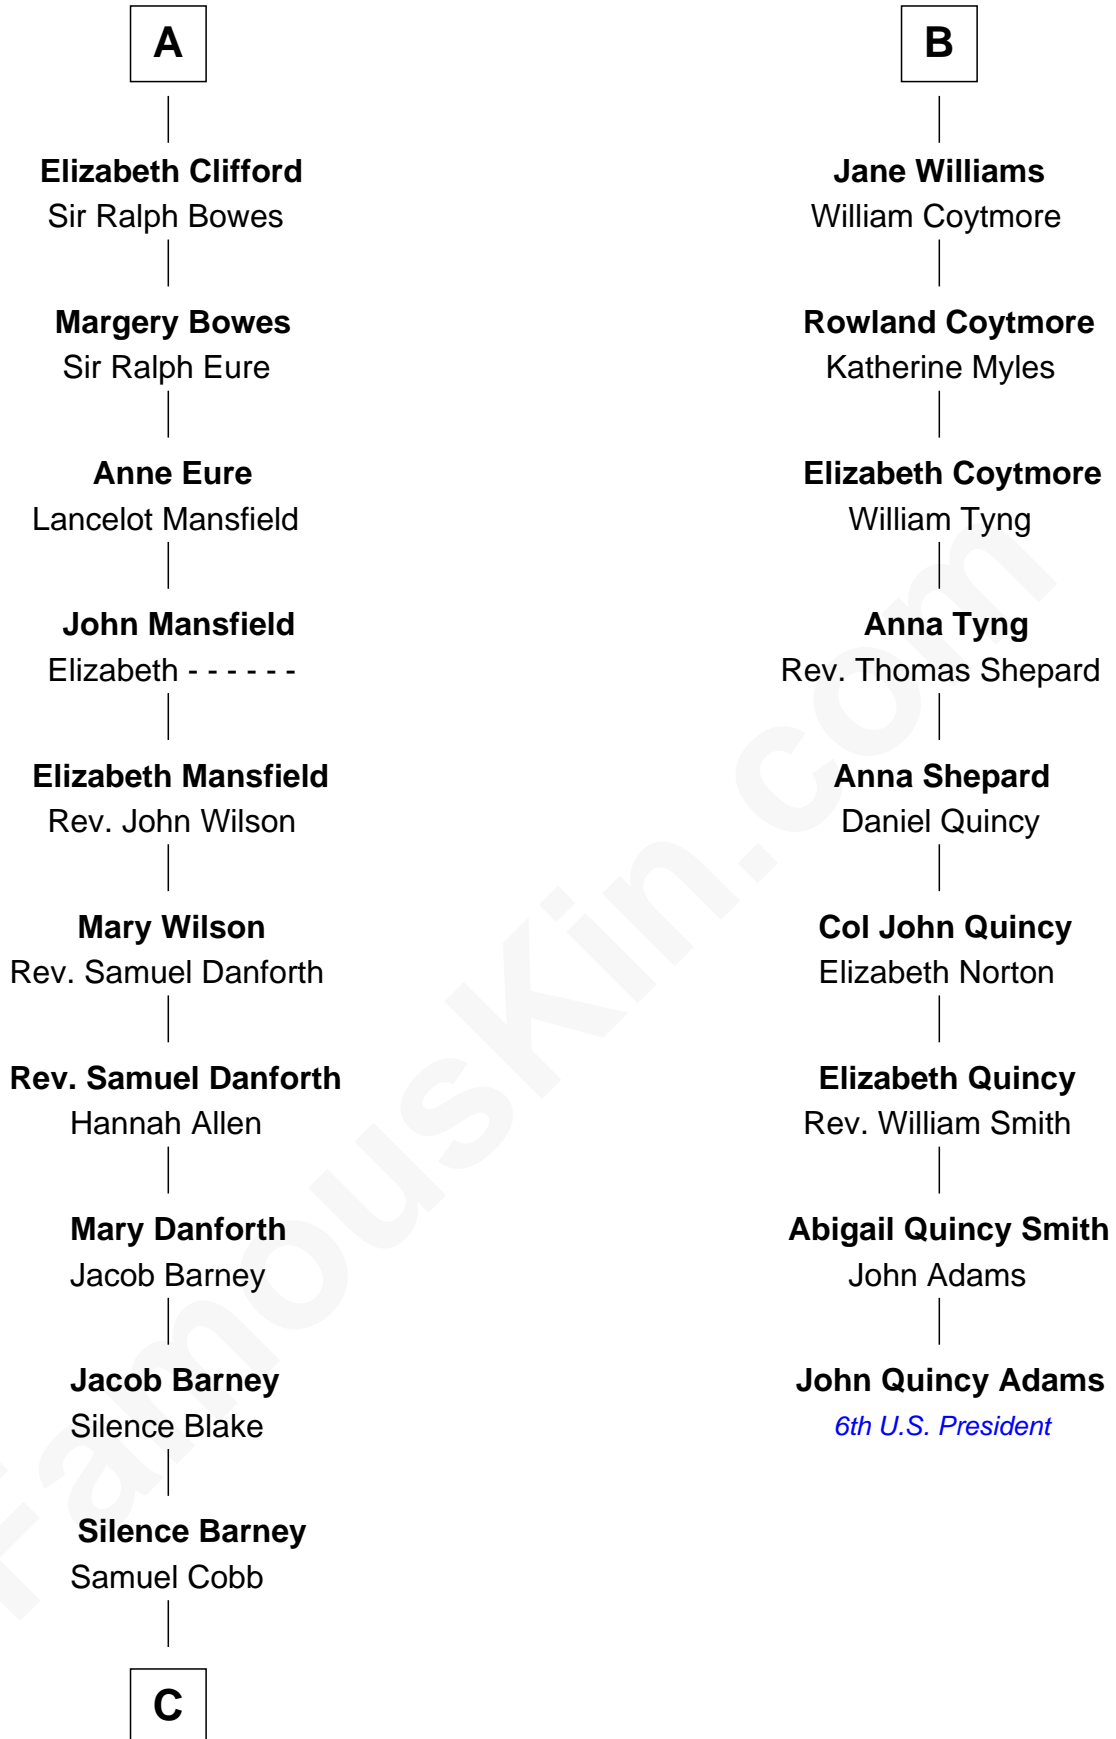 A
Elizabeth Clifford
Sir Ralph Bowes
Margery Bowes
Sir Ralph Eure
Anne Eure
Lancelot Mansfield
John Mansfield
Elizabeth - - - - - -
Elizabeth Mansfield
Rev. John Wilson
Mary Wilson
Rev. Samuel Danforth
Rev. Samuel Danforth
Hannah Allen
Mary Danforth
Jacob Barney
Jacob Barney
Silence Blake
Silence Barney
Samuel Cobb
C
B
Jane Williams
William Coytmore
Rowland Coytmore
Katherine Myles
Elizabeth Coytmore
William Tyng
Anna Tyng
Rev. Thomas Shepard
Anna Shepard
Daniel Quincy
Col John Quincy
Elizabeth Norton
Elizabeth Quincy
Rev. William Smith
Abigail Quincy Smith
John Adams
John Quincy Adams
6th U.S. President
FamousKin.com